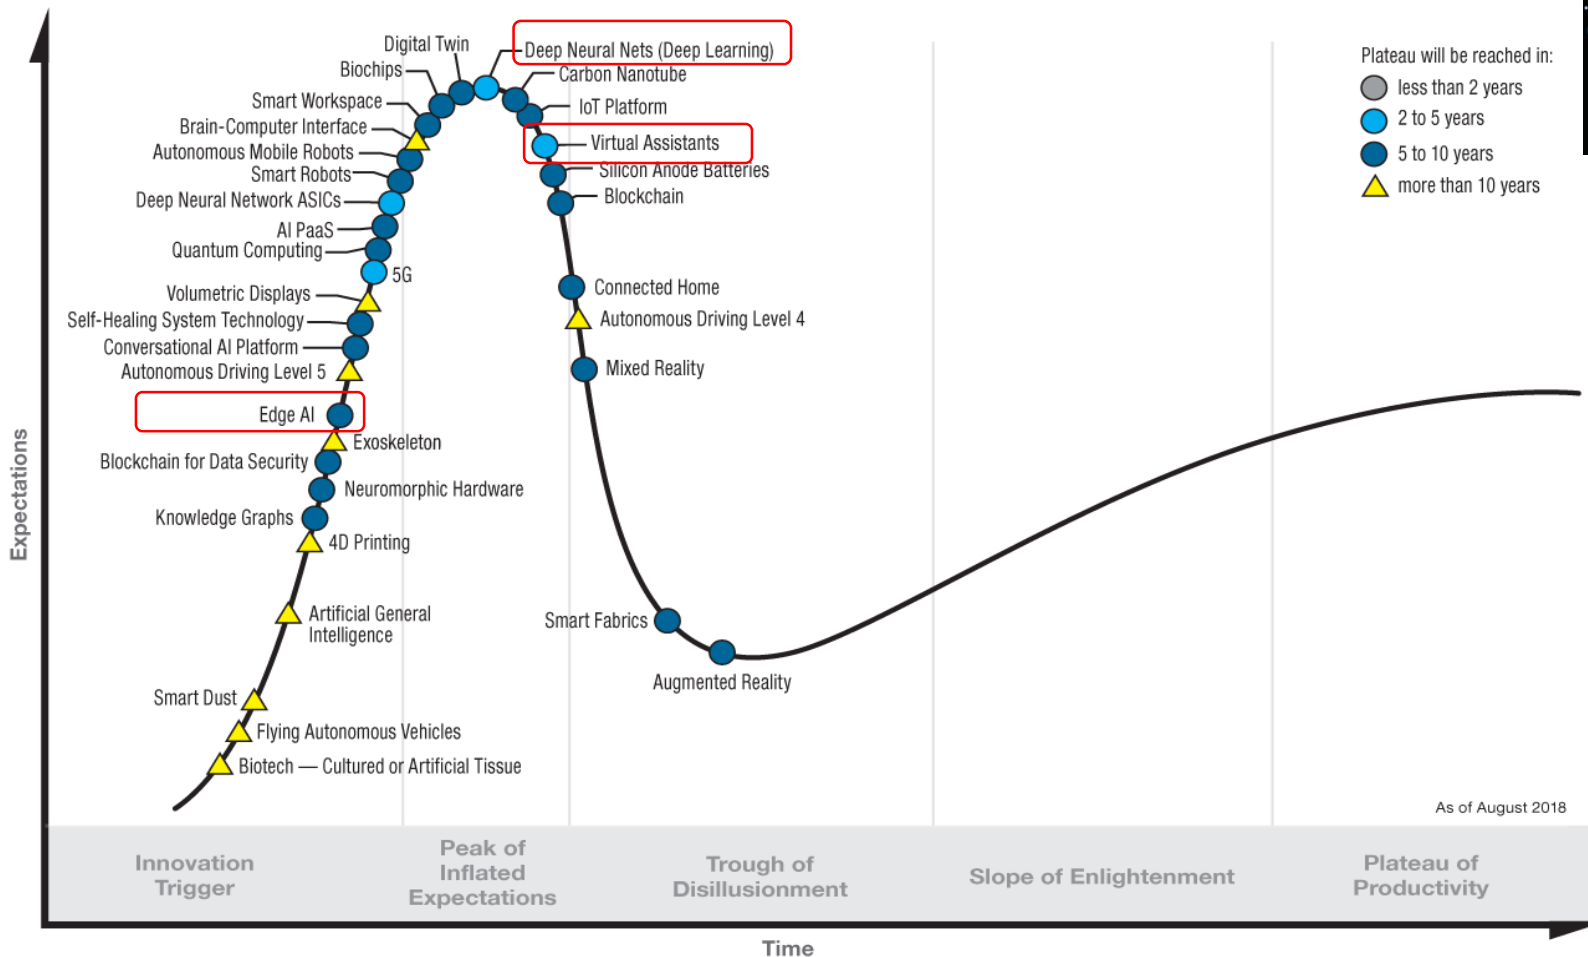 Digital Twin
Deep Neural Nets (Deep Learning)
Biochips
Carbon Nanotube
Smart Workspace
IoT Platform
Brain-Computer Interface
Virtual Assistants
Autonomous Mobile Robots
Silicon Anode Batteries
Smart Robots
Blockchain
Deep Neural Network ASICs
AI PaaS
Quantum Computing
5G
Connected Home
Volumetric Displays
Autonomous Driving Level 4
Self-Healing System Technology
Conversational AI Platform
Mixed Reality
Autonomous Driving Level 5
Edge AI
Exoskeleton
Blockchain for Data Security
Neuromorphic Hardware
Knowledge Graphs
4D Printing
Artificial General
Intelligence
Smart Fabrics
Augmented Reality
Smart Dust
Flying Autonomous Vehicles
Biotech — Cultured or Artificial Tissue
Plateau will be reached in:
less than 2 years
2 to 5 years
5 to 10 years
more than 10 years
Expectations
As of August 2018
Innovation
Trigger
Peak of
Inflated
Expectations
Trough of
Disillusionment
Slope of Enlightenment
Plateau of
Productivity
Time